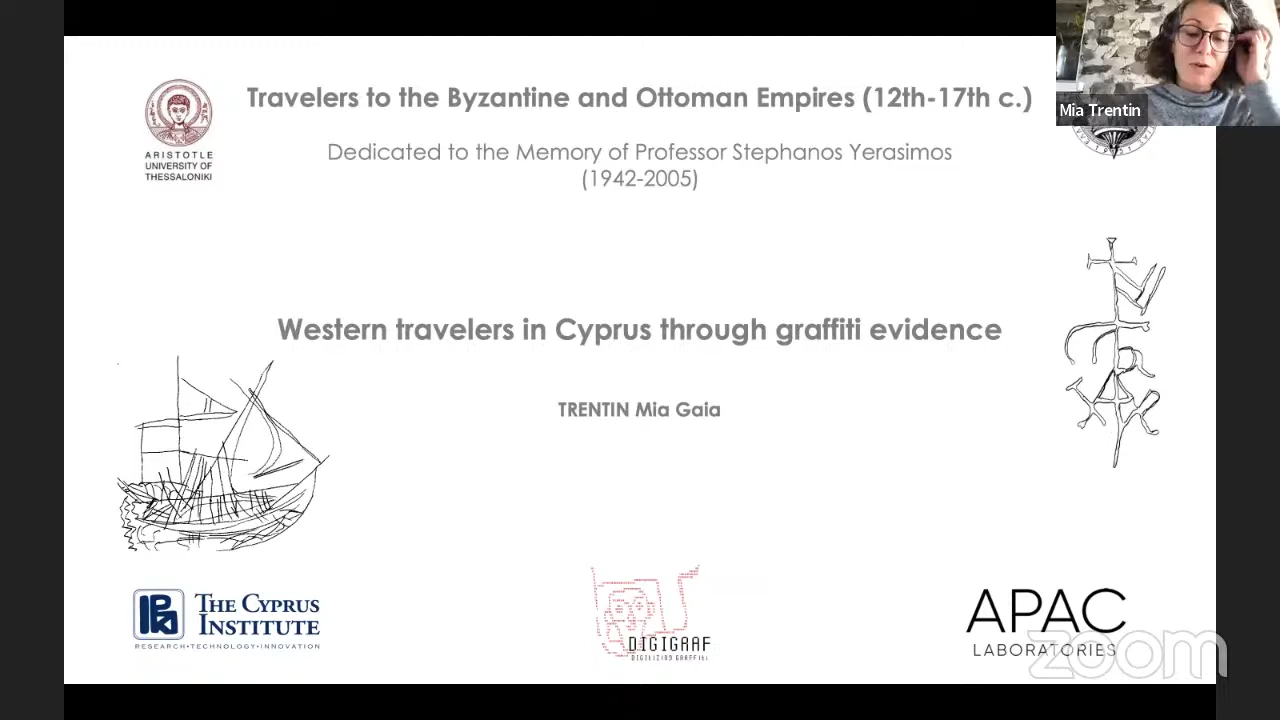 Travelers to the Byzantine and Ottoman Empires (12th-17th c.)
Mia Trentin
ARISTOTLE
UNIVERSITY OF
THESSALONIKI
Dedicated to the Memory of Professor Stephanos Yerasimos
(1942-2005)
Western travelers in Cyprus through graffiti evidence
TRENTIN Mia Gaia
THE CYPRUS
INSTITUTE
RESEARCH•TECHNOLOGY•INNOVATION
DIGIGRAF
DIGITIZING GRAFFITI
APAC
LABORATORIES
zoom